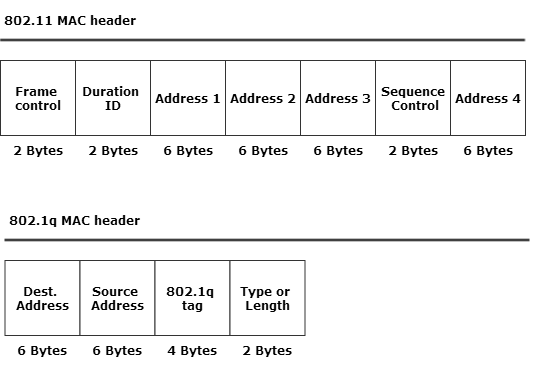 802.11 MAC header
Frame control
Duration ID
Address 1
Address 2
Address 3
Sequence Control
Address 4
2 Bytes
2 Bytes
6 Bytes
6 Bytes
6 Bytes
2 Bytes
6 Bytes
802.1q MAC header
Dest. Address
Source Address
802.1q tag
Type or Length
6 Bytes
6 Bytes
4 Bytes
2 Bytes